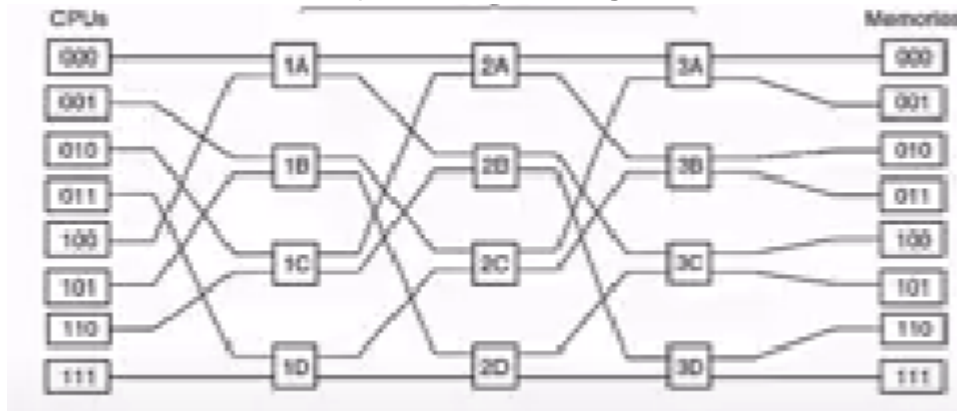 CPUs Memories
000 1A 2A 3A 000
001 001
010 1B 2B 3B 010
011 011
100 1C 2C 3C 100
101 101
110 110
111 1D 2D 3D 111